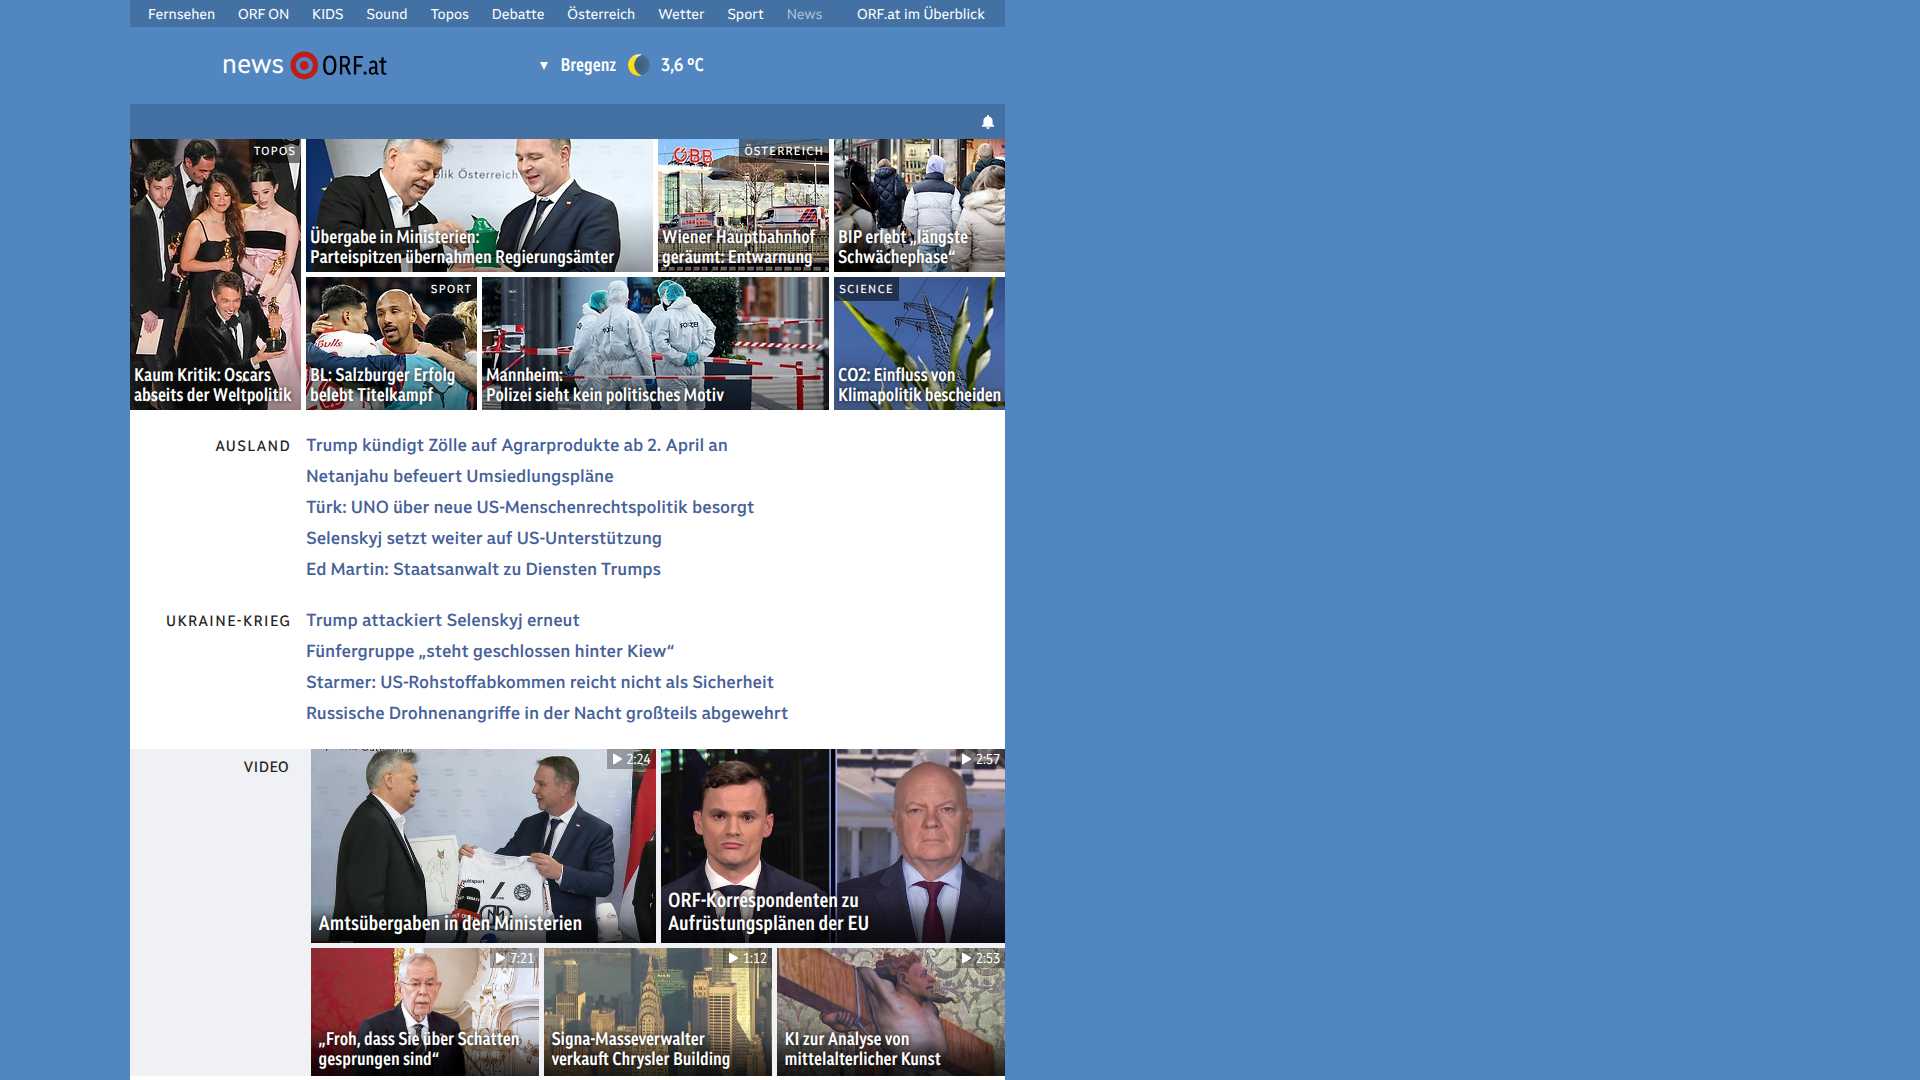 Fernsehen ORF ON KIDS Sound Topos Debatte Österreich Wetter Sport News ORF.at im Überblick
news ORF.at
Bregenz 3,6 °C
TOPOS
Kaum Kritik: Oscars
abseits der Weltpolitik
blik Österreich
Übergabe in Ministerien:
Parteispitzen übernahmen Regierungsämter
ÖBB
ÖSTERREICH
Wiener Hauptbahnhof
geräumt: Entwarnung
BIP erlebt „längste
Schwächephase“
SPORT
BL: Salzburger Erfolg
belebt Titelkampf
POLIZEI
Mannheim:
Polizei sieht kein politisches Motiv
SCIENCE
CO2: Einfluss von
Klimapolitik bescheiden
AUSLAND
Trump kündigt Zölle auf Agrarprodukte ab 2. April an
Netanjahu befeuert Umsiedlungspläne
Türk: UNO über neue US-Menschenrechtspolitik besorgt
Selenskyj setzt weiter auf US-Unterstützung
Ed Martin: Staatsanwalt zu Diensten Trumps
UKRAINE-KRIEG
Trump attackiert Selenskyj erneut
Fünfergruppe „steht geschlossen hinter Kiew“
Starmer: US-Rohstoffabkommen reicht nicht als Sicherheit
Russische Drohnenangriffe in der Nacht großteils abgewehrt
VIDEO
2:24
Amtsübergaben in den Ministerien
2:57
ORF-Korrespondenten zu
Aufrüstungsplänen der EU
7:21
„Froh, dass Sie über Schatten
gesprungen sind“
1:12
Signa-Masseverwalter
verkauft Chrysler Building
2:53
KI zur Analyse von
mittelalterlicher Kunst